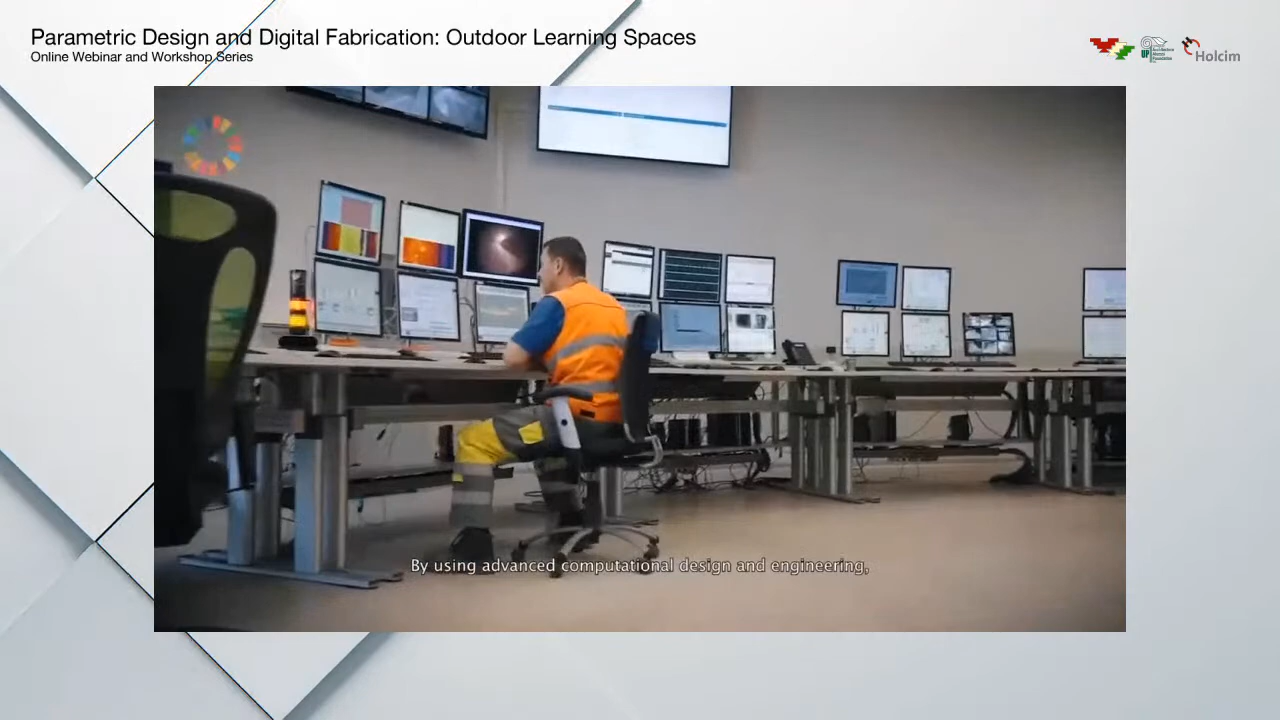 Parametric Design and Digital Fabrication: Outdoor Learning Spaces
Online Webinar and Workshop Series
UP
Holcim
By using advanced computational design and engineering,